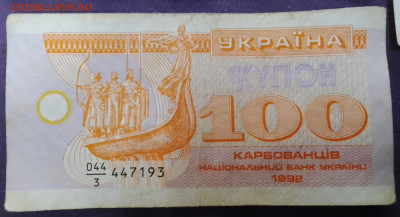 УКРАЇНА
КУПОН
100
КАРБОВАНЦІВ
НАЦІОНАЛЬНИЙ БАНК УКРАЇНИ
1992
044
3 447193